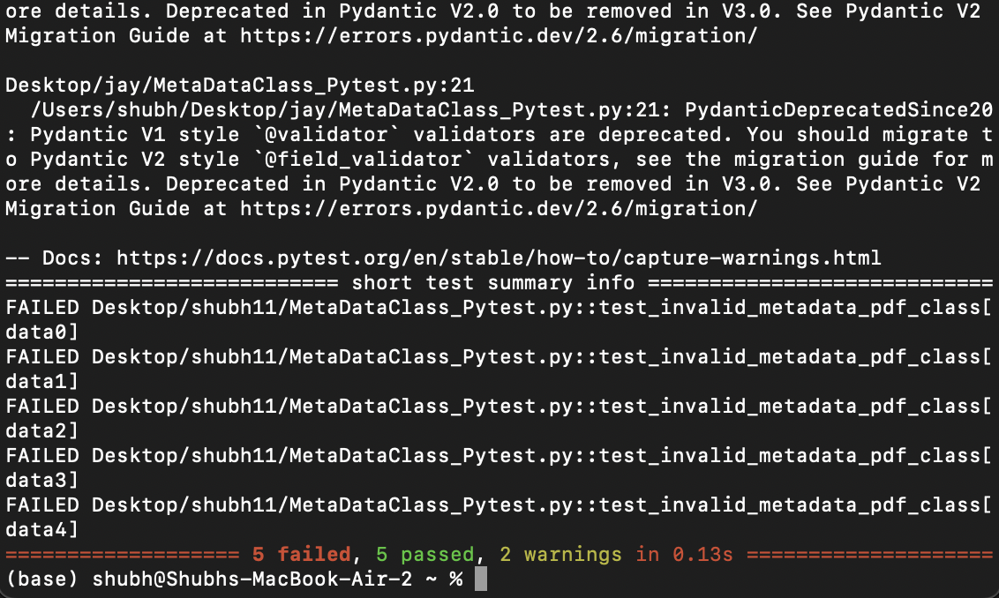 ore details. Deprecated in Pydantic V2.0 to be removed in V3.0. See Pydantic V2
Migration Guide at https://errors.pydantic.dev/2.6/migration/
Desktop/jay/MetaDataClass_Pytest.py:21
/Users/shubh/Desktop/jay/MetaDataClass_Pytest.py:21: PydanticDeprecatedSince20
: Pydantic V1 style `@validator` validators are deprecated. You should migrate t
o Pydantic V2 style `@field_validator` validators, see the migration guide for m
ore details. Deprecated in Pydantic V2.0 to be removed in V3.0. See Pydantic V2
Migration Guide at https://errors.pydantic.dev/2.6/migration/
-- Docs: https://docs.pytest.org/en/stable/how-to/capture-warnings.html
=========================== short test summary info ============================
FAILED Desktop/shubh11/MetaDataClass_Pytest.py::test_invalid_metadata_pdf_class[
data0]
FAILED Desktop/shubh11/MetaDataClass_Pytest.py::test_invalid_metadata_pdf_class[
data1]
FAILED Desktop/shubh11/MetaDataClass_Pytest.py::test_invalid_metadata_pdf_class[
data2]
FAILED Desktop/shubh11/MetaDataClass_Pytest.py::test_invalid_metadata_pdf_class[
data3]
FAILED Desktop/shubh11/MetaDataClass_Pytest.py::test_invalid_metadata_pdf_class[
data4]
=================== 5 failed, 5 passed, 2 warnings in 0.13s ====================
(base) shubh@Shubhs-MacBook-Air-2 ~ %